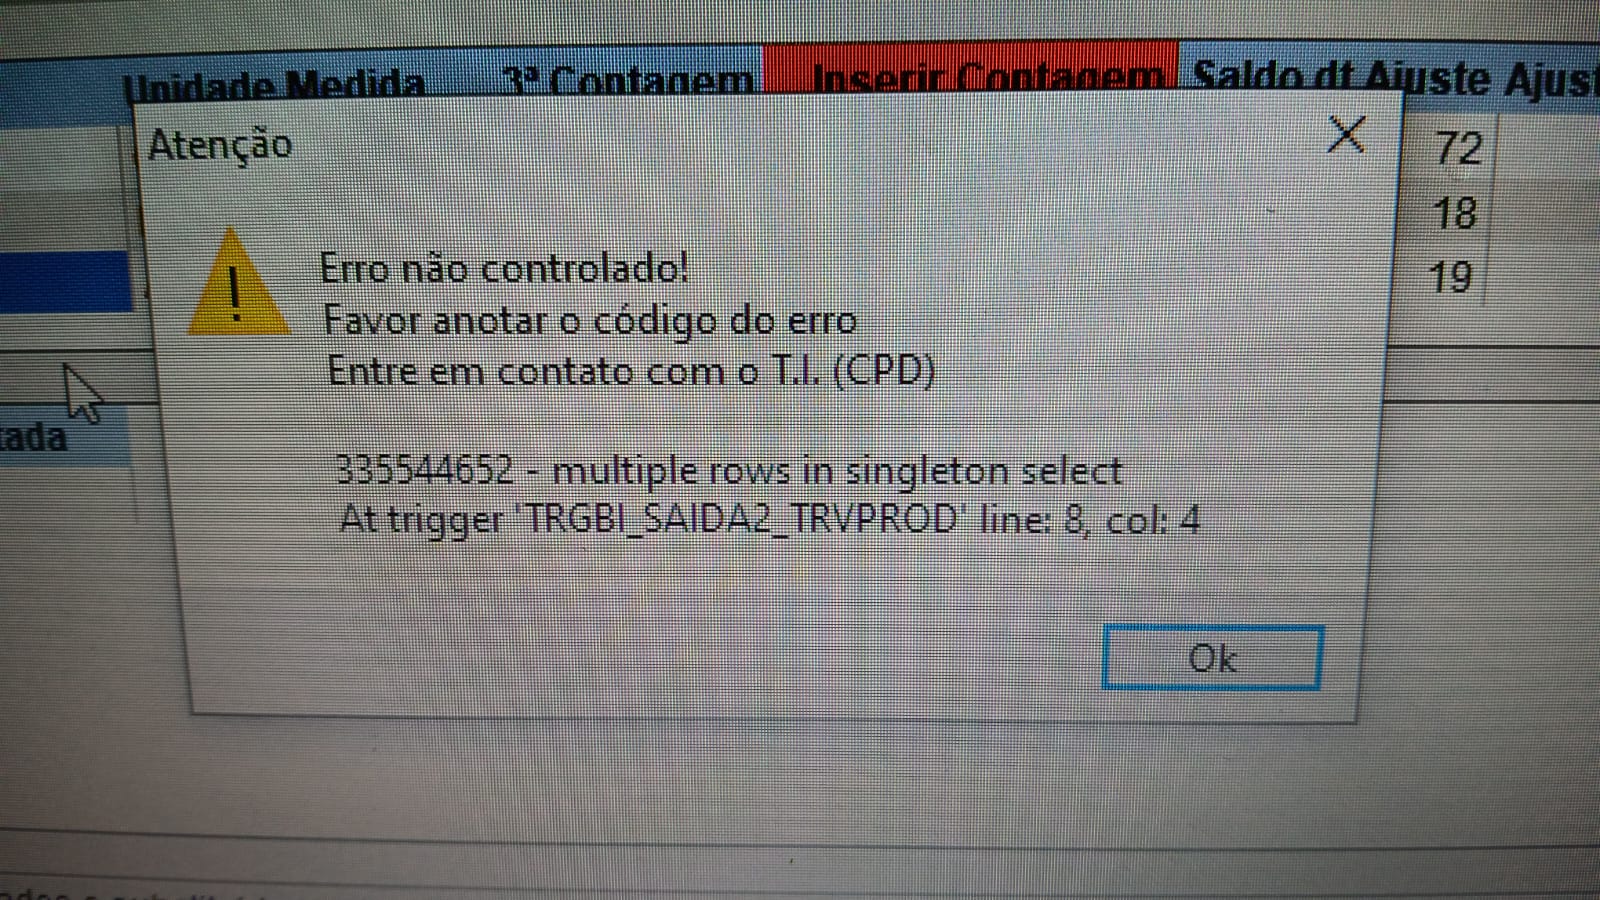 Unidade Medida 3ª Contagem Inserir Contagem Saldo dt Ajuste
Atenção
72
18
19
Erro não controlado!
Favor anotar o código do erro
Entre em contato com o T.I. (CPD)
335544652 - multiple rows in singleton select
At trigger 'TRGBI_SAIDA2_TRVPROD' line: 8, col: 4
Ok